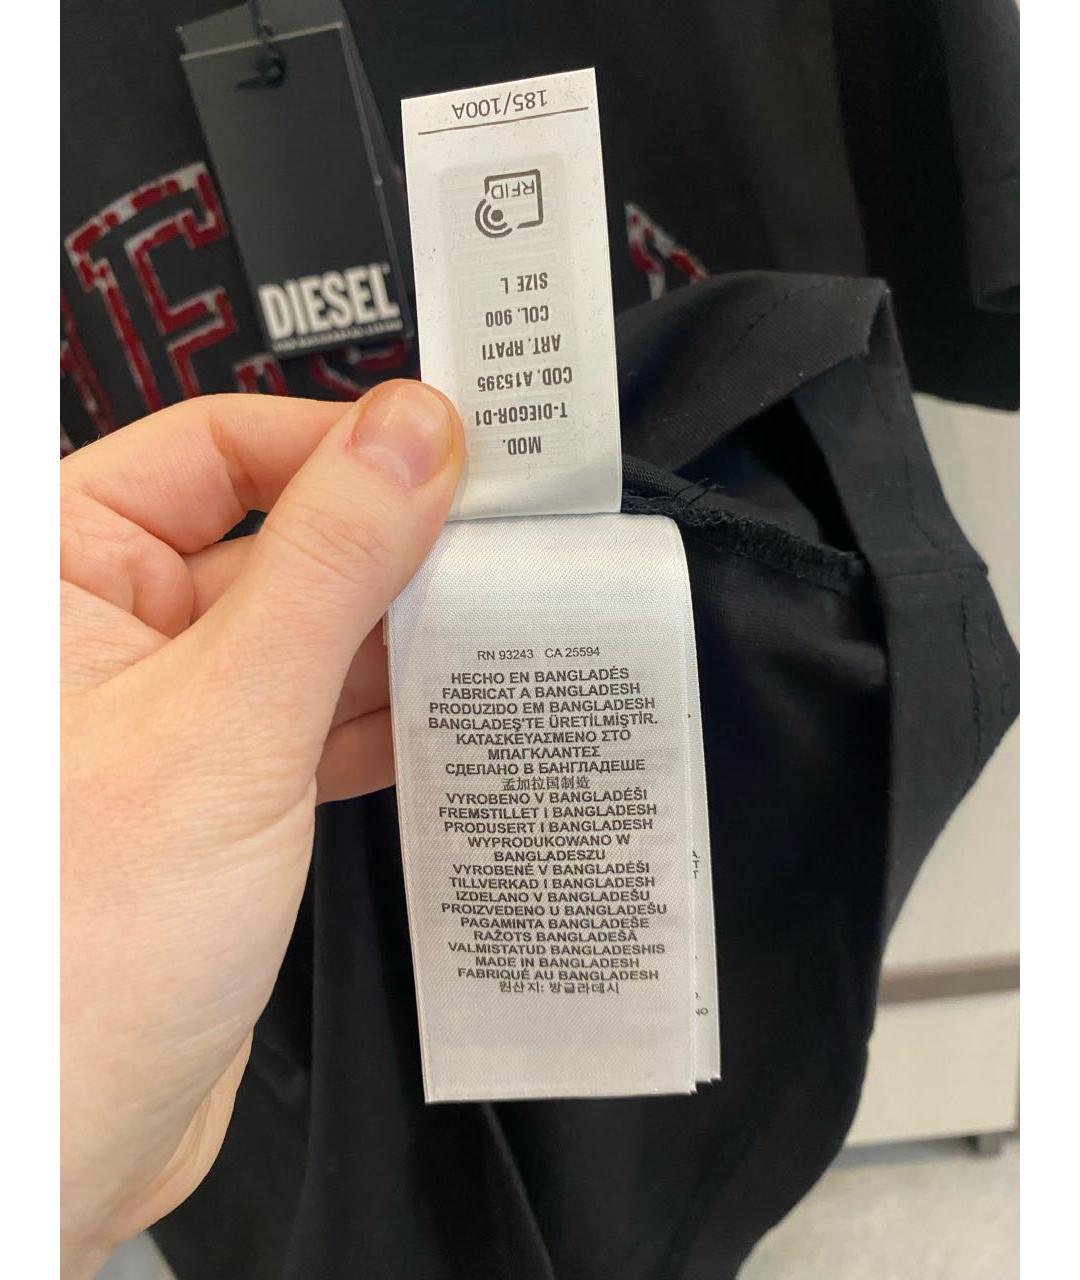 185/100A
RFID
SIZE L
COL. 900
ART. RPATI
COD. A15395
T-DIEGOR-D1
MOD.
DIESEL
RN 93243 CA 25594
HECHO EN BANGLADÉS
FABRICAT A BANGLADESH
PRODUZIDO EM BANGLADESH
BANGLADEŞ'TE ÜRETİLMİŞTİR.
ΚΑΤΑΣΚΕΥΑΣΜΕΝΟ ΣΤΟ
ΜΠΑΓΚΛΑΝΤΕΣ
СДЕЛАНО В БАНГЛАДЕШЕ
孟加拉国制造
VYROBENO V BANGLADÉŠI
FREMSTILLET I BANGLADESH
PRODUSERT I BANGLADESH
WYPRODUKOWANO W
BANGLADESZU
VYROBENÉ V BANGLADÉŠI
TILLVERKAD I BANGLADESH
IZDELANO V BANGLADEŠU
PROIZVEDENO U BANGLADEŠU
PAGAMINTA BANGLADEŠE
RAŽOTS BANGLADEŠĀ
VALMISTATUD BANGLADESHIS
MADE IN BANGLADESH
FABRIQUÉ AU BANGLADESH
원산지: 방글라데시